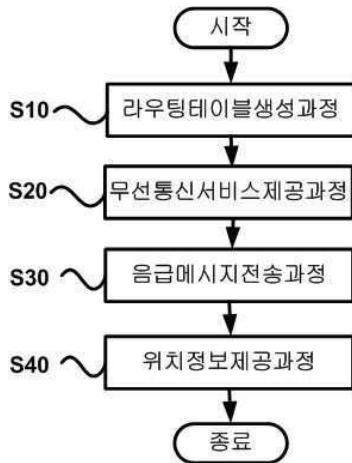 시작
S10 라우팅테이블생성과정
S20 무선통신서비스제공과정
S30 음급메시지전송과정
S40 위치정보제공과정
종료